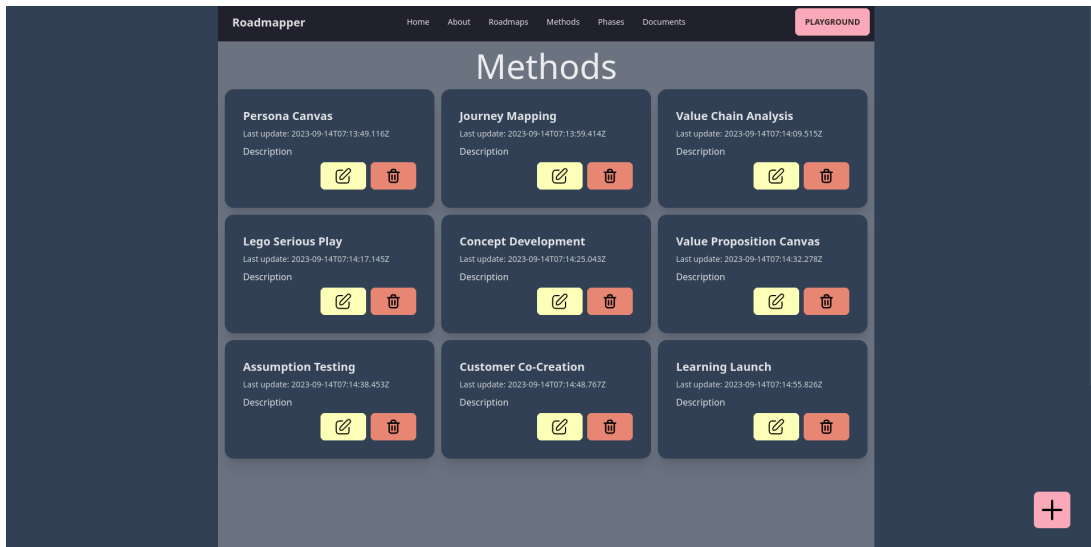 Roadmapper Home About Roadmaps Methods Phases Documents PLAYGROUND
Methods
Persona Canvas
Last update: 2023-09-14T07:13:49.116Z
Description
Journey Mapping
Last update: 2023-09-14T07:13:59.414Z
Description
Value Chain Analysis
Last update: 2023-09-14T07:14:09.515Z
Description
Lego Serious Play
Last update: 2023-09-14T07:14:17.145Z
Description
Concept Development
Last update: 2023-09-14T07:14:25.043Z
Description
Value Proposition Canvas
Last update: 2023-09-14T07:14:32.278Z
Description
Assumption Testing
Last update: 2023-09-14T07:14:38.453Z
Description
Customer Co-Creation
Last update: 2023-09-14T07:14:48.767Z
Description
Learning Launch
Last update: 2023-09-14T07:14:55.826Z
Description